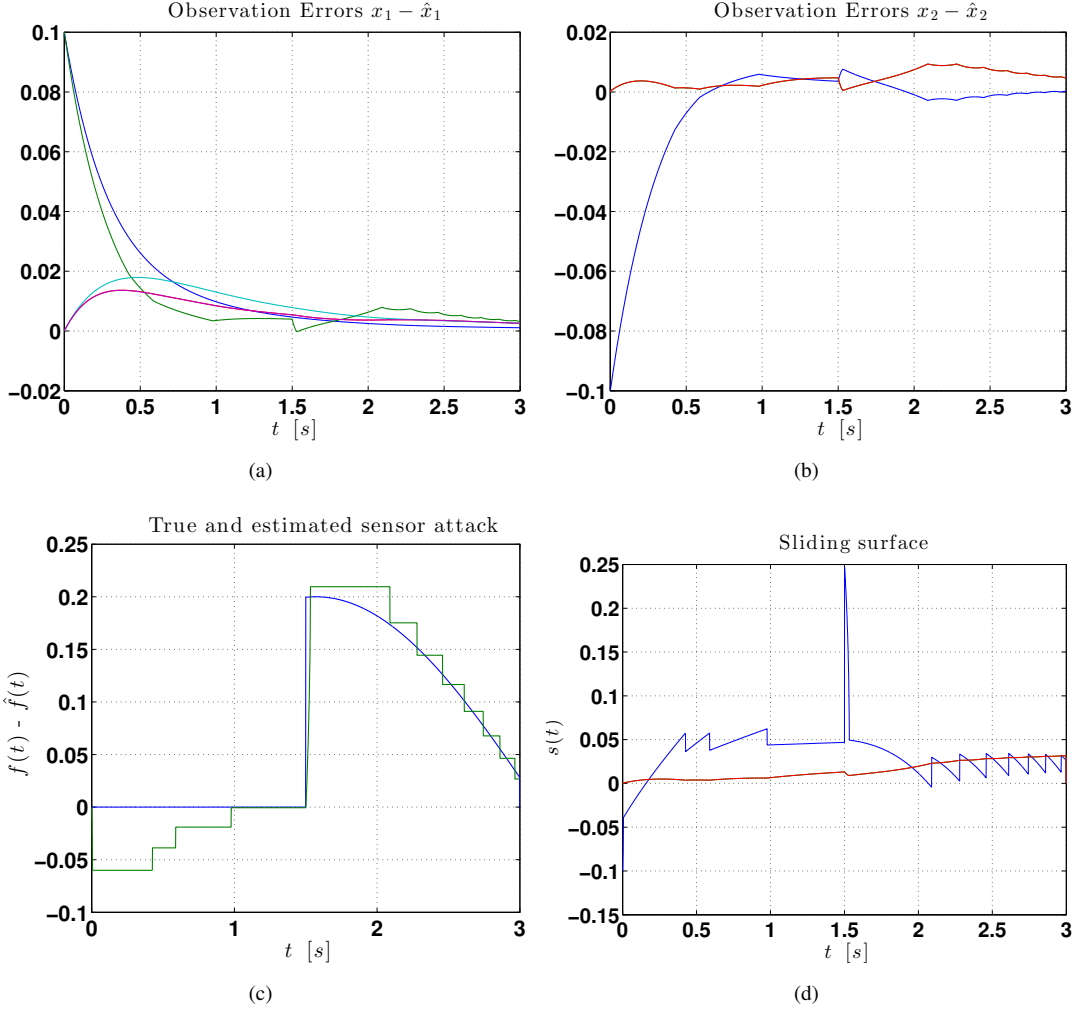 Observation Errors x₁ − x̂₁
0.1
0.08
0.06
0.04
0.02
0
−0.02
0 0.5 1 1.5 2 2.5 3
t [s]
(a)
Observation Errors x₂ − x̂₂
0.02
0
−0.02
−0.04
−0.06
−0.08
−0.1
0 0.5 1 1.5 2 2.5 3
t [s]
(b)
True and estimated sensor attack
f(t) - f̂(t)
0.25
0.2
0.15
0.1
0.05
0
−0.05
−0.1
0 1 2 3
t [s]
(c)
Sliding surface
s(t)
0.25
0.2
0.15
0.1
0.05
0
−0.05
−0.1
−0.15
0 0.5 1 1.5 2 2.5 3
t [s]
(d)